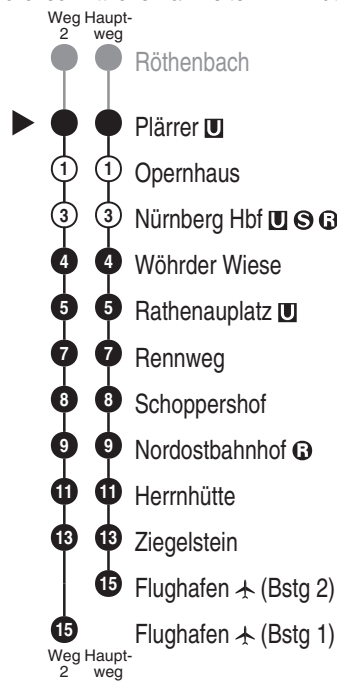 Weg Haupt-
2 weg
Röthenbach
Plärrer U
1 1 Opernhaus
3 3 Nürnberg Hbf U S R
4 4 Wöhrder Wiese
5 5 Rathenauplatz U
7 7 Rennweg
8 8 Schoppershof
9 9 Nordostbahnhof R
11 11 Herrnhütte
13 13 Ziegelstein
15 Flughafen (Bstg 2)
15 Flughafen (Bstg 1)
Weg Haupt-
2 weg